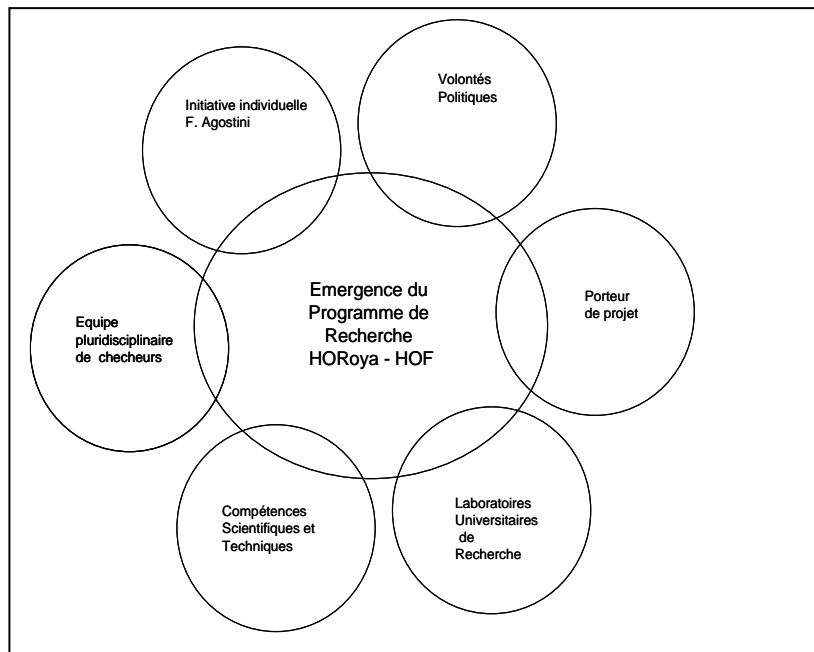 Initiative individuelle
F. Agostini
Volontés
Politiques
Emergence du
Programme de
Recherche
HORoya - HOF
Porteur
de projet
Equipe
pluridisciplinaire
de checheurs
Compétences
Scientifiques et
Techniques
Laboratoires
Universitaires
de
Recherche